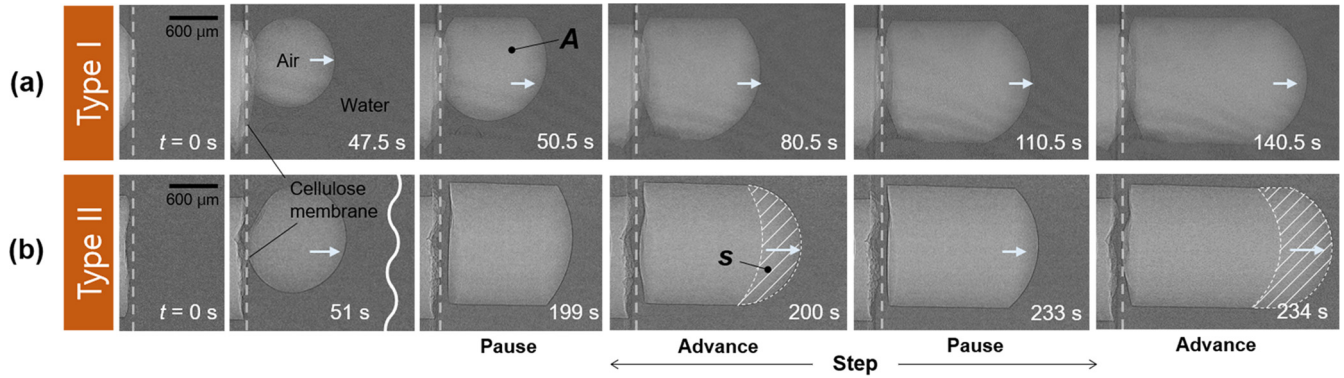 (a)
Type I
600 μm
t = 0 s
Air
Water
47.5 s
A
50.5 s
80.5 s
110.5 s
140.5 s
Cellulose
membrane
(b)
Type II
600 μm
t = 0 s
51 s
199 s
s
200 s
233 s
234 s
Pause
Advance
Pause
Advance
Step